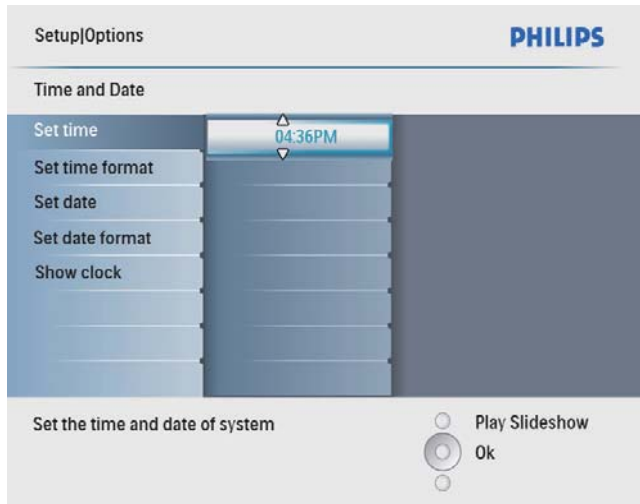 Setup|Options
PHILIPS
Time and Date
Set time
04:36PM
Set time format
Set date
Set date format
Show clock
Set the time and date of system
Play Slideshow
Ok